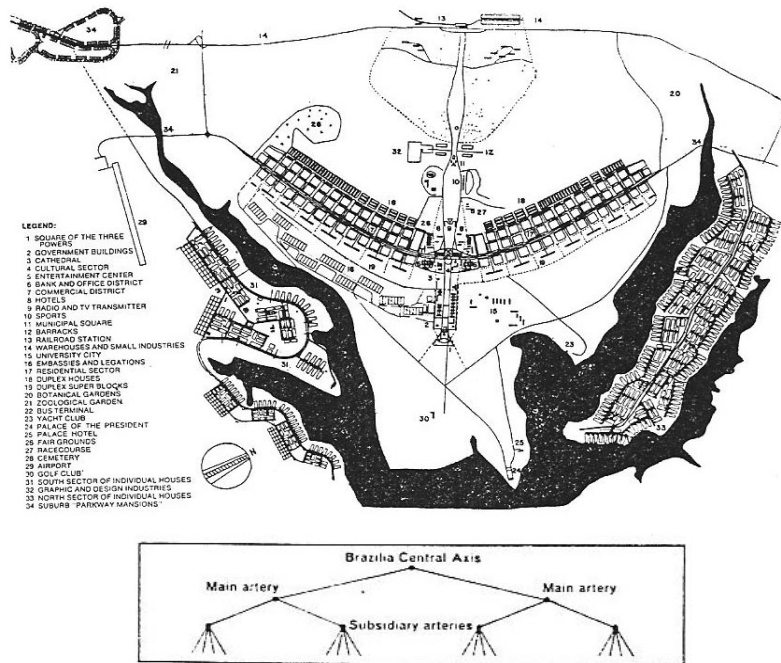 34
14
13
14
21
20
34
28
32
12
11
34
10
18
27
18
26
29
LEGEND:
1 SQUARE OF THE THREE
POWERS
2 GOVERNMENT BUILDINGS
3 CATHEDRAL
4 CULTURAL SECTOR
5 ENTERTAINMENT CENTER
6 BANK AND OFFICE DISTRICT
7 COMMERCIAL DISTRICT
8 HOTELS
9 RADIO AND TV TRANSMITTER
10 SPORTS
11 MUNICIPAL SQUARE
12 BARRACKS
13 RAILROAD STATION
14 WAREHOUSES AND SMALL INDUSTRIES
15 UNIVERSITY CITY
16 EMBASSIES AND LEGATIONS
17 RESIDENTIAL SECTOR
18 DUPLEX HOUSES
19 DUPLEX SUPER BLOCKS
20 BOTANICAL GARDENS
21 ZOOLOGICAL GARDEN
22 BUS TERMINAL
23 YACHT CLUB
24 PALACE OF THE PRESIDENT
25 PALACE HOTEL
26 FAIR GROUNDS
27 RACECOURSE
28 CEMETERY
29 AIRPORT
30 GOLF CLUB'
31 SOUTH SECTOR OF INDIVIDUAL HOUSES
32 GRAPHIC AND DESIGN INDUSTRIES
33 NORTH SECTOR OF INDIVIDUAL HOUSES
34 SUBURB "PARKWAY MANSIONS"
16
19
3
31
2
15
23
31
30
25
24
33
N
Brazilia Central Axis
Main artery
Main artery
Subsidiary arteries